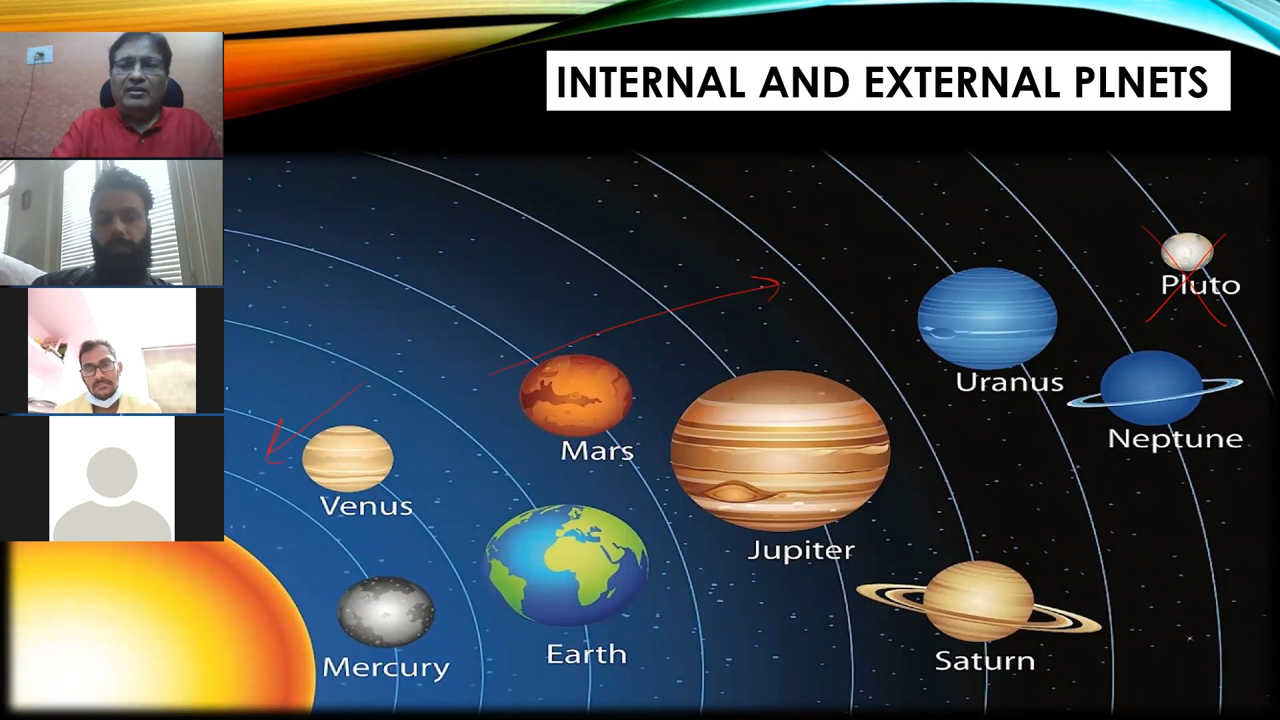 INTERNAL AND EXTERNAL PLNETS
Pluto
Uranus
Neptune
Mars
Venus
Jupiter
Earth
Mercury
Saturn